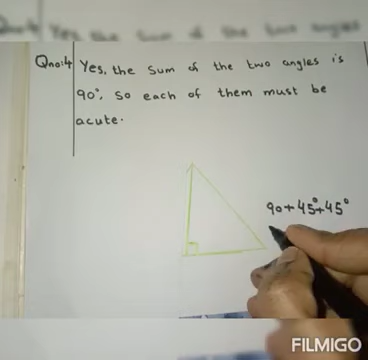 Qno:4 Yes, the sum of the two angles is
90°, so each of them must be
acute.
90+45°+45°
FILMIGO